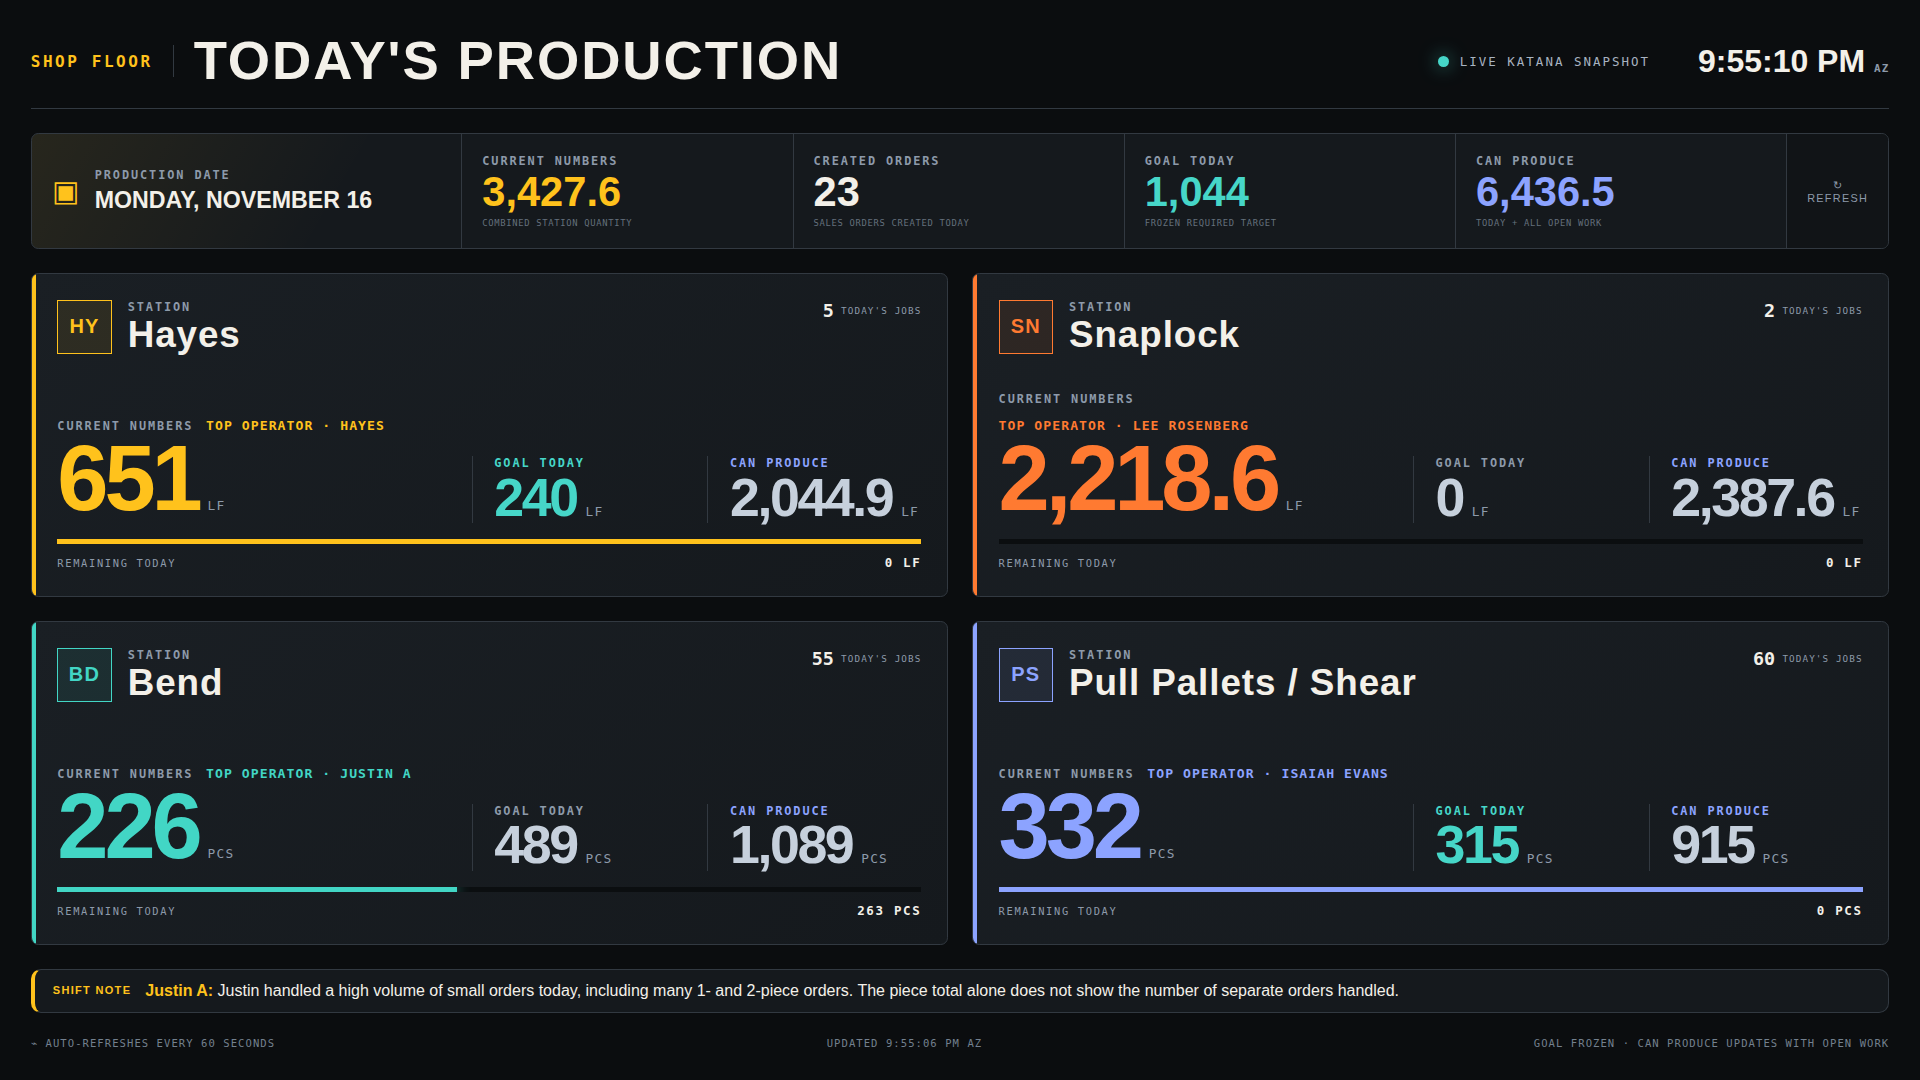 SHOP FLOOR
TODAY'S PRODUCTION
LIVE KATANA SNAPSHOT
9:55:10 PM AZ
PRODUCTION DATE
MONDAY, NOVEMBER 16
CURRENT NUMBERS
3,427.6
COMBINED STATION QUANTITY
CREATED ORDERS
23
SALES ORDERS CREATED TODAY
GOAL TODAY
1,044
FROZEN REQUIRED TARGET
CAN PRODUCE
6,436.5
TODAY + ALL OPEN WORK
↻
REFRESH
HY
STATION
Hayes
5 TODAY'S JOBS
CURRENT NUMBERS TOP OPERATOR · HAYES
651 LF
GOAL TODAY
240 LF
CAN PRODUCE
2,044.9 LF
REMAINING TODAY
0 LF
SN
STATION
Snaplock
2 TODAY'S JOBS
CURRENT NUMBERS
TOP OPERATOR · LEE ROSENBERG
2,218.6 LF
GOAL TODAY
0 LF
CAN PRODUCE
2,387.6 LF
REMAINING TODAY
0 LF
BD
STATION
Bend
55 TODAY'S JOBS
CURRENT NUMBERS TOP OPERATOR · JUSTIN A
226 PCS
GOAL TODAY
489 PCS
CAN PRODUCE
1,089 PCS
REMAINING TODAY
263 PCS
PS
STATION
Pull Pallets / Shear
60 TODAY'S JOBS
CURRENT NUMBERS TOP OPERATOR · ISAIAH EVANS
332 PCS
GOAL TODAY
315 PCS
CAN PRODUCE
915 PCS
REMAINING TODAY
0 PCS
SHIFT NOTE Justin A: Justin handled a high volume of small orders today, including many 1- and 2-piece orders. The piece total alone does not show the number of separate orders handled.
⌁ AUTO-REFRESHES EVERY 60 SECONDS
UPDATED 9:55:06 PM AZ
GOAL FROZEN · CAN PRODUCE UPDATES WITH OPEN WORK